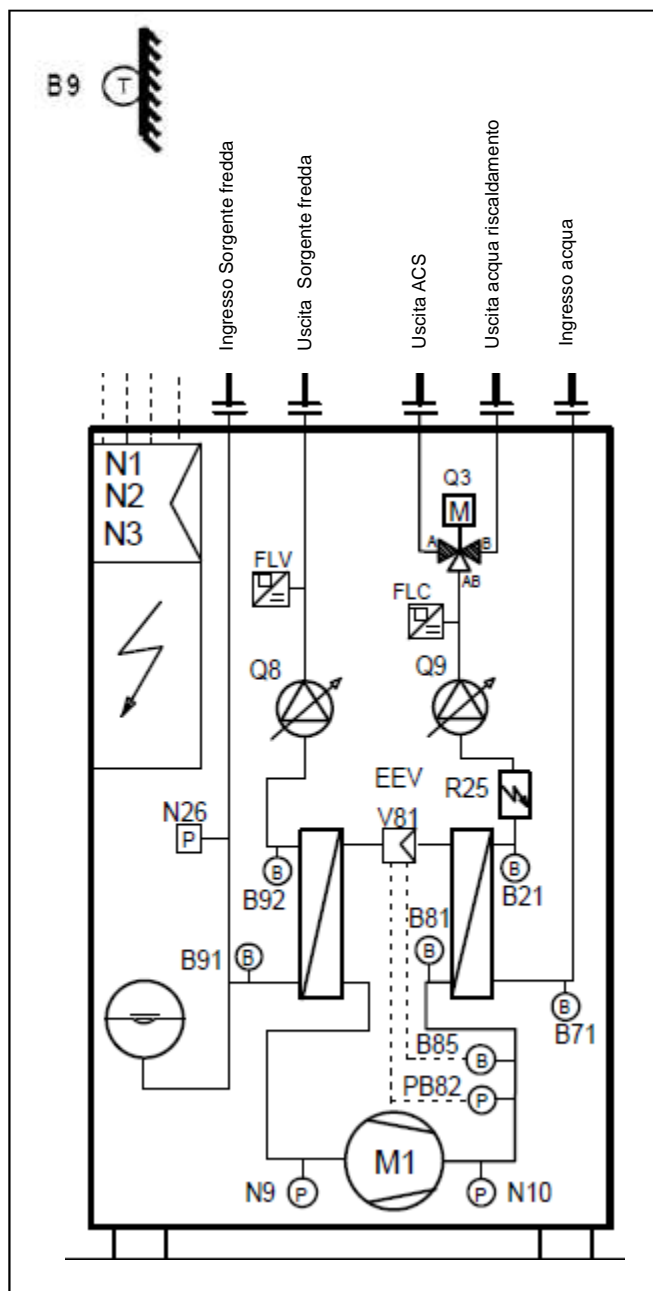 B9 T
Ingresso Sorgente fredda
Uscita Sorgente fredda
Uscita ACS
Uscita acqua riscaldamento
Ingresso acqua
N1
N2
N3
Q3
M
A B
AB
FLV
FLC
Q8
Q9
EEV
R25
N26
P
V81
B
B92
B
B21
B81
B
B91 B
B
B71
B85 B
PB82 P
M1
N9 P
P N10